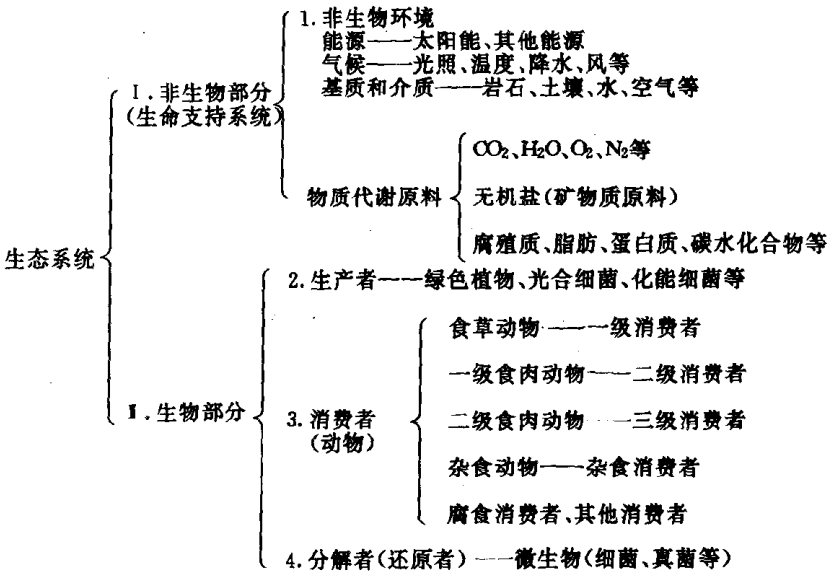 1.非生物环境
能源——太阳能、其他能源
气候——光照、温度、降水、风等
基质和介质——岩石、土壤、水、空气等
Ⅰ.非生物部分
(生命支持系统)
CO₂、H₂O、O₂、N₂等
物质代谢原料
无机盐(矿物质原料)
腐殖质、脂肪、蛋白质、碳水化合物等
生态系统
2.生产者——绿色植物、光合细菌、化能细菌等
食草动物——一级消费者
一级食肉动物——二级消费者
Ⅱ.生物部分
3.消费者
(动物)
二级食肉动物——三级消费者
杂食动物——杂食消费者
腐食消费者、其他消费者
4.分解者(还原者)——微生物(细菌、真菌等)